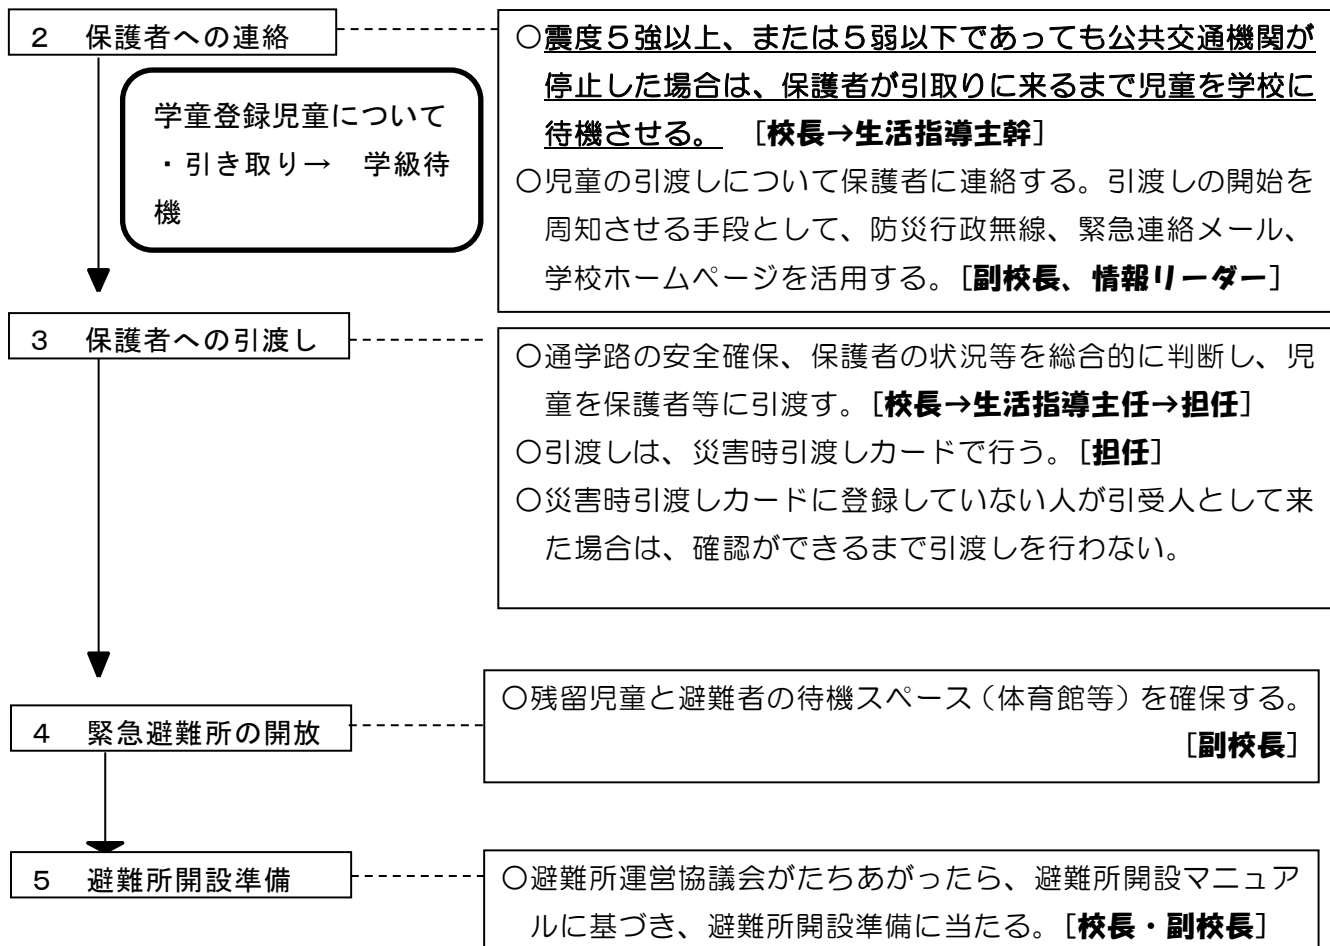 ２　保護者への連絡
学童登録児童について
・引き取り→　学級待
機
○震度５強以上、または５弱以下であっても公共交通機関が
停止した場合は、保護者が引取りに来るまで児童を学校に
待機させる。　［校長→生活指導主幹］
○児童の引渡しについて保護者に連絡する。引渡しの開始を
周知させる手段として、防災行政無線、緊急連絡メール、
学校ホームページを活用する。［副校長、情報リーダー］
３　保護者への引渡し
○通学路の安全確保、保護者の状況等を総合的に判断し、児
童を保護者等に引渡す。［校長→生活指導主任→担任］
○引渡しは、災害時引渡しカードで行う。［担任］
○災害時引渡しカードに登録していない人が引受人として来
た場合は、確認ができるまで引渡しを行わない。
４　緊急避難所の開放
○残留児童と避難者の待機スペース（体育館等）を確保する。
［副校長］
５　避難所開設準備
○避難所運営協議会がたちあがったら、避難所開設マニュア
ルに基づき、避難所開設準備に当たる。［校長・副校長］